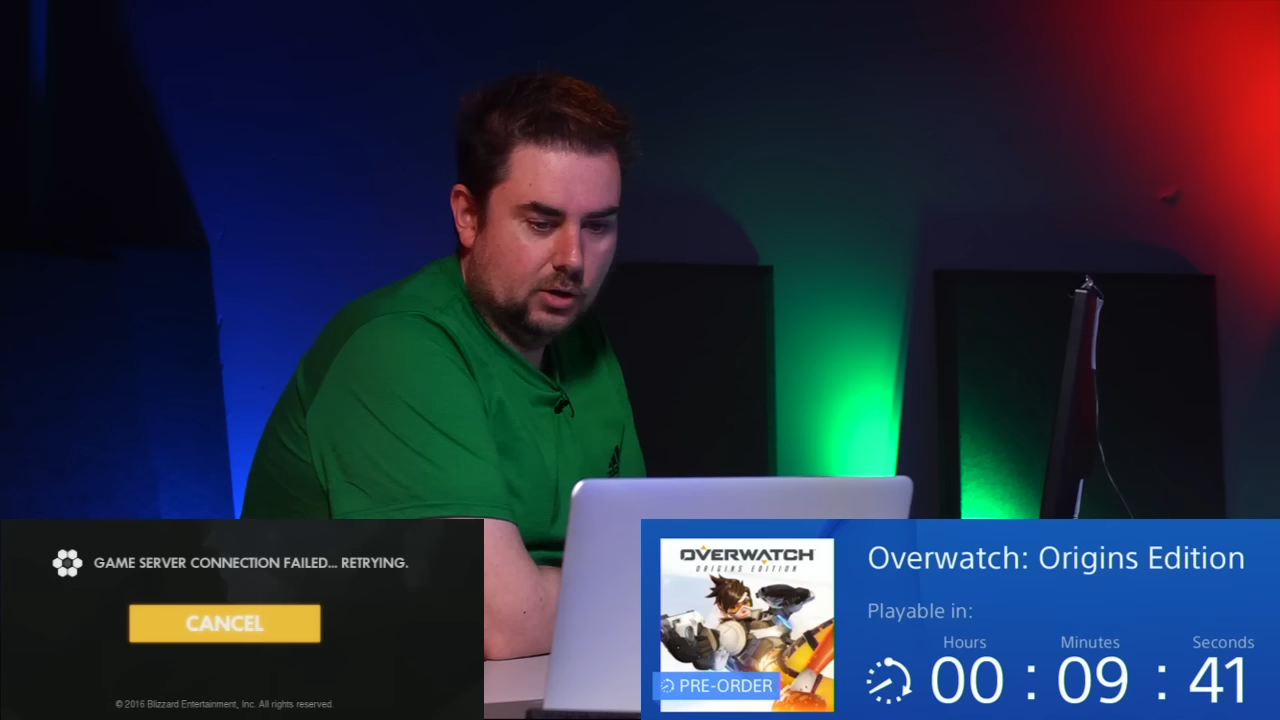 GAME SERVER CONNECTION FAILED... RETRYING.
CANCEL
© 2016 Blizzard Entertainment, Inc. All rights reserved.
OVERWATCH
ORIGINS EDITION
PRE-ORDER
Overwatch: Origins Edition
Playable in:
Hours Minutes Seconds
00 : 09 : 41